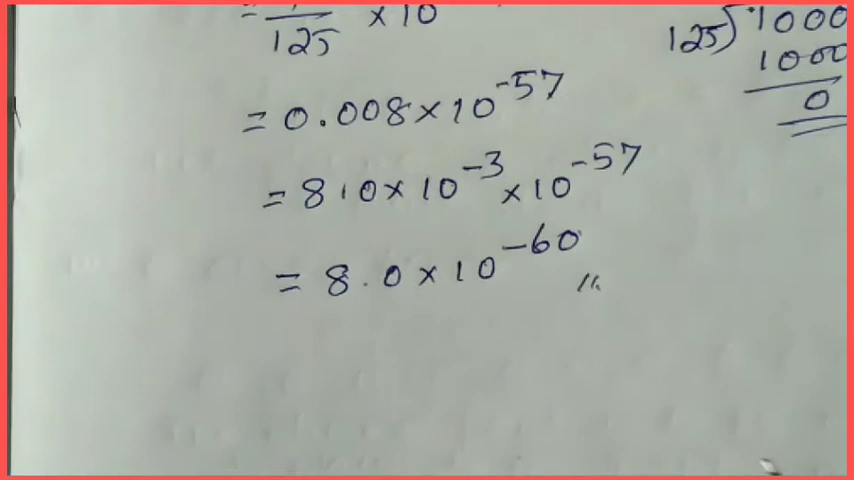 125 × 10
125) 1000
1000
0
= 0.008 × 10^-57
= 8.0 × 10^-3 × 10^-57
= 8.0 × 10^-60 "